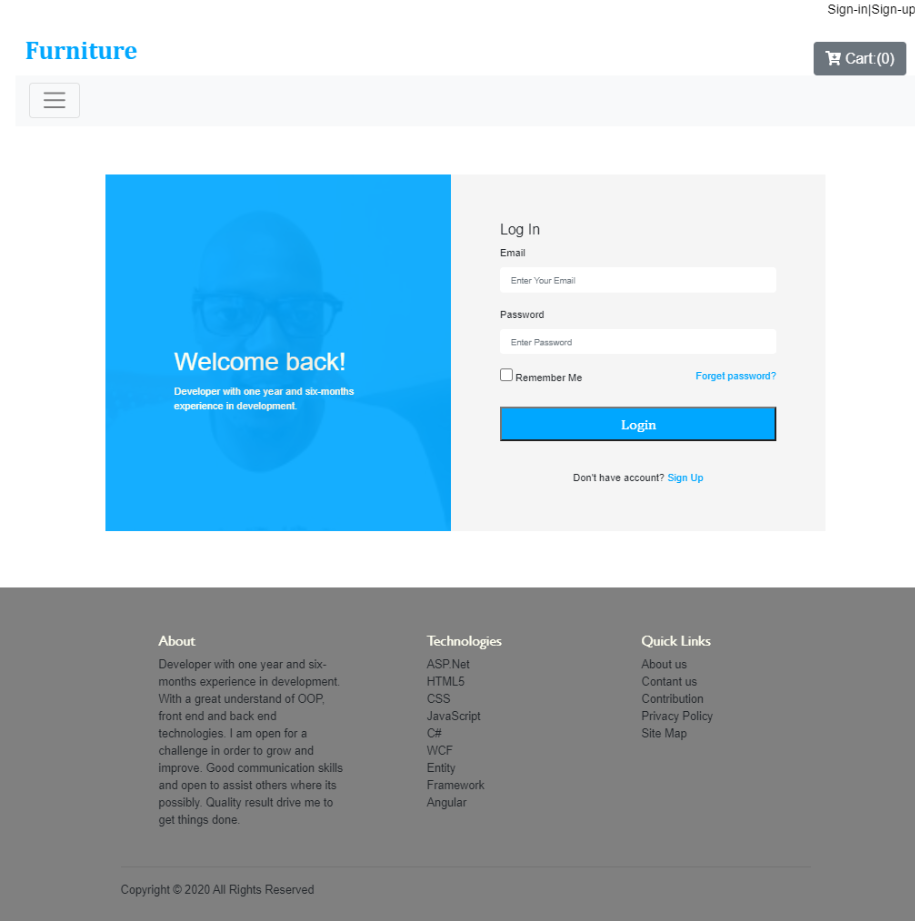 Sign-in|Sign-up
Furniture
Cart:(0)
Welcome back!
Developer with one year and six-months
experience in development.
Log In
Email
Enter Your Email
Password
Enter Password
Remember Me
Forget password?
Login
Don't have account? Sign Up
About
Developer with one year and six-
months experience in development.
With a great understand of OOP,
front end and back end
technologies. I am open for a
challenge in order to grow and
improve. Good communication skills
and open to assist others where its
possibly. Quality result drive me to
get things done.
Technologies
ASP.Net
HTML5
CSS
JavaScript
C#
WCF
Entity
Framework
Angular
Quick Links
About us
Contant us
Contribution
Privacy Policy
Site Map
Copyright © 2020 All Rights Reserved